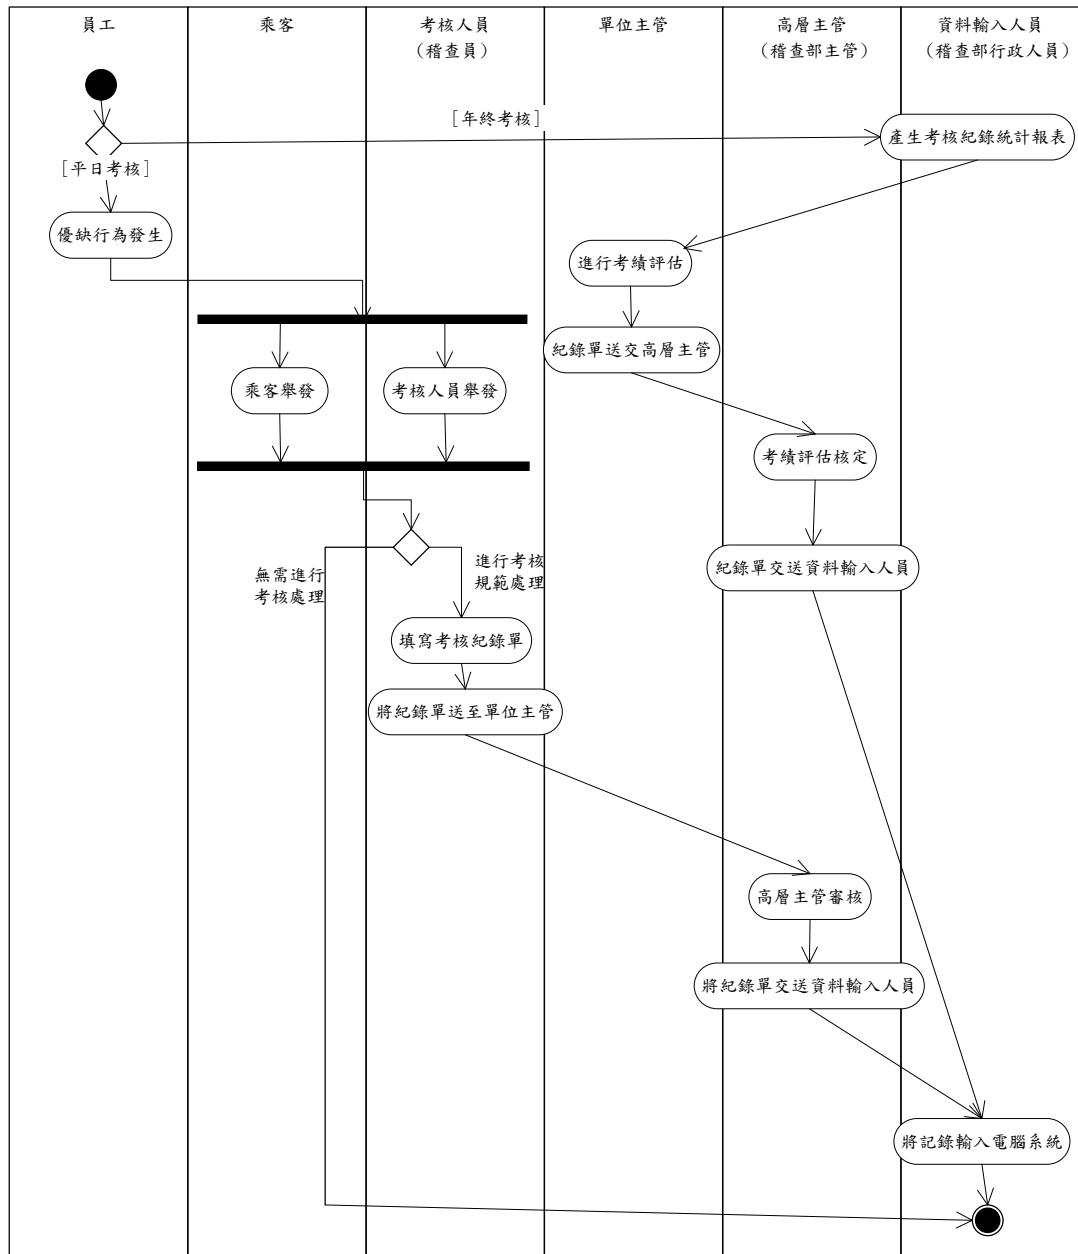 員工
乘客
考核人員
(稽查員)
單位主管
高層主管
(稽查部主管)
資料輸入人員
(稽查部行政人員)
[年終考核]
產生考核紀錄統計報表
[平日考核]
優缺行為發生
進行考績評估
紀錄單送交高層主管
乘客舉發
考核人員舉發
考績評估核定
無需進行
考核處理
進行考核
規範處理
紀錄單交送資料輸入人員
填寫考核紀錄單
將紀錄單送至單位主管
高層主管審核
將紀錄單交送資料輸入人員
將記錄輸入電腦系統